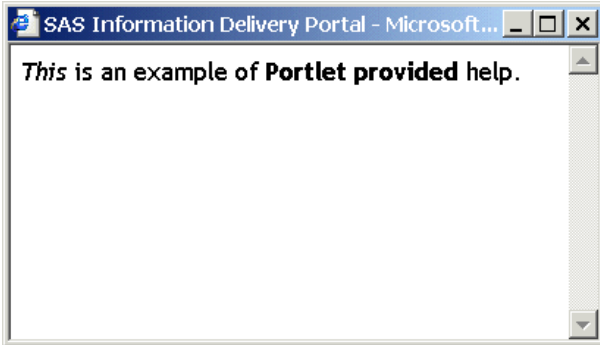 SAS Information Delivery Portal - Microsoft...
This is an example of Portlet provided help.